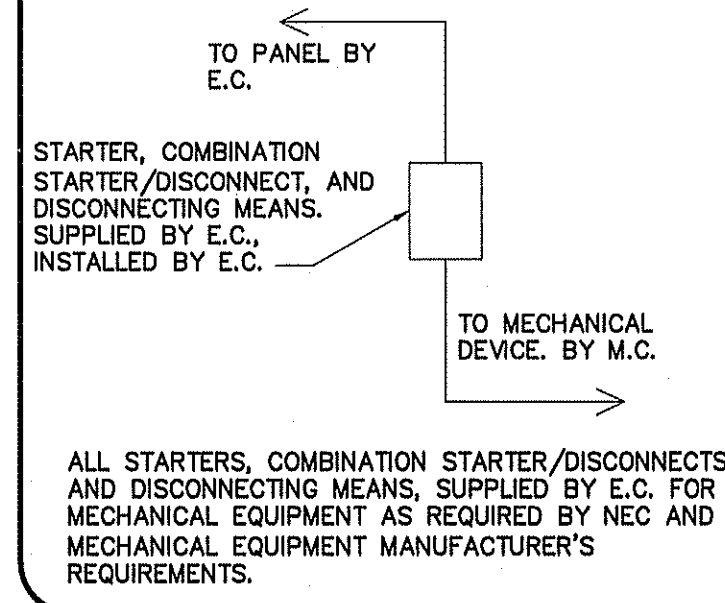 TO PANEL BY
E.C.
STARTER, COMBINATION
STARTER/DISCONNECT, AND
DISCONNECTING MEANS.
SUPPLIED BY E.C.,
INSTALLED BY E.C.
TO MECHANICAL
DEVICE. BY M.C.
ALL STARTERS, COMBINATION STARTER/DISCONNECTS
AND DISCONNECTING MEANS, SUPPLIED BY E.C. FOR
MECHANICAL EQUIPMENT AS REQUIRED BY NEC AND
MECHANICAL EQUIPMENT MANUFACTURER'S
REQUIREMENTS.